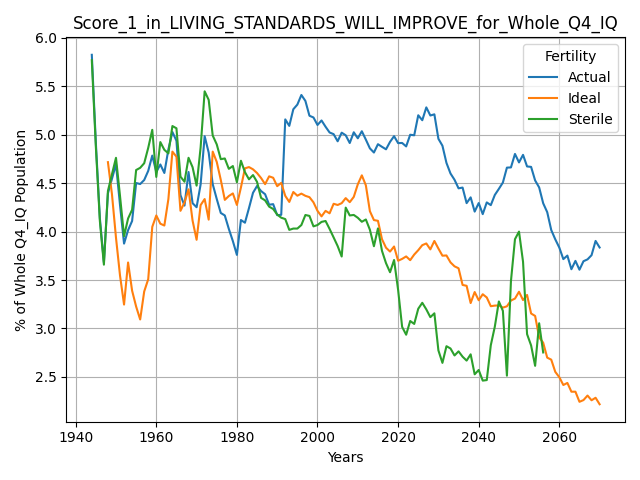 Score_1_in_LIVING_STANDARDS_WILL_IMPROVE_for_Whole_Q4_IQ
Fertility
Actual
Ideal
Sterile
% of Whole Q4_IQ Population
6.0
5.5
5.0
4.5
4.0
3.5
3.0
2.5
1940 1960 1980 2000 2020 2040 2060
Years